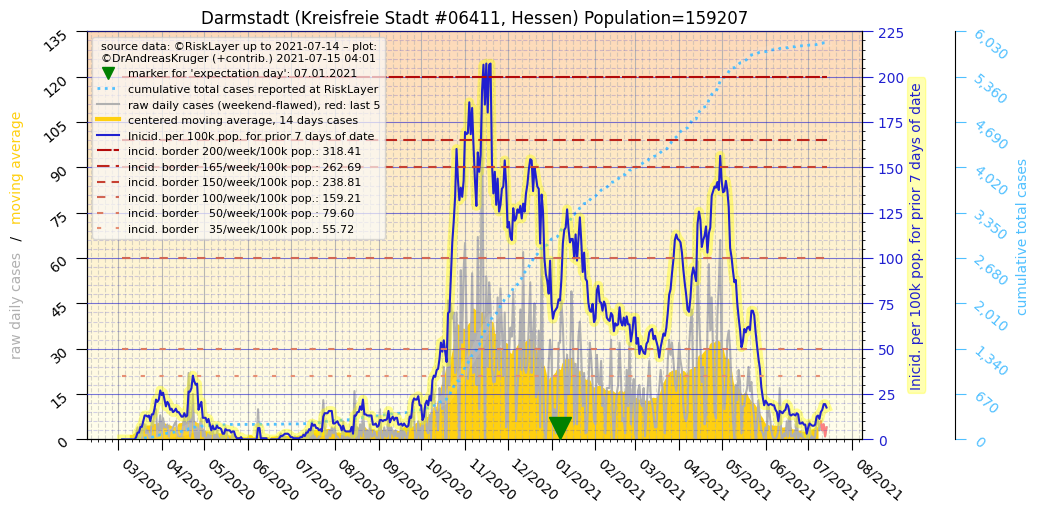 Darmstadt (Kreisfreie Stadt #06411, Hessen) Population=159207
source data: ©RiskLayer up to 2021-07-14 – plot:
©DrAndreasKruger (+contrib.) 2021-07-15 04:01
marker for 'expectation day': 07.01.2021
cumulative total cases reported at RiskLayer
raw daily cases (weekend-flawed), red: last 5
centered moving average, 14 days cases
Inicid. per 100k pop. for prior 7 days of date
incid. border 200/week/100k pop.: 318.41
incid. border 165/week/100k pop.: 262.69
incid. border 150/week/100k pop.: 238.81
incid. border 100/week/100k pop.: 159.21
incid. border 50/week/100k pop.: 79.60
incid. border 35/week/100k pop.: 55.72
raw daily cases / moving average
135
120
105
90
75
60
45
30
15
0
225
200
175
150
125
100
75
50
25
0
Inicid. per 100k pop. for prior 7 days of date
6,030
5,360
4,690
4,020
3,350
2,680
2,010
1,340
670
0
cumulative total cases
03/2020
04/2020
05/2020
06/2020
07/2020
08/2020
09/2020
10/2020
11/2020
12/2020
01/2021
02/2021
03/2021
04/2021
05/2021
06/2021
07/2021
08/2021